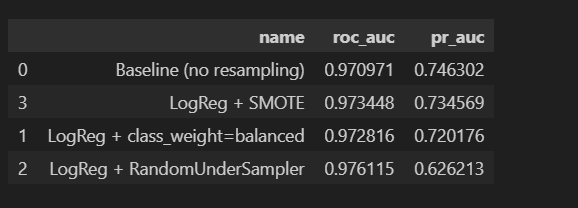 name roc_auc pr_auc
0 Baseline (no resampling) 0.970971 0.746302
3 LogReg + SMOTE 0.973448 0.734569
1 LogReg + class_weight=balanced 0.972816 0.720176
2 LogReg + RandomUnderSampler 0.976115 0.626213